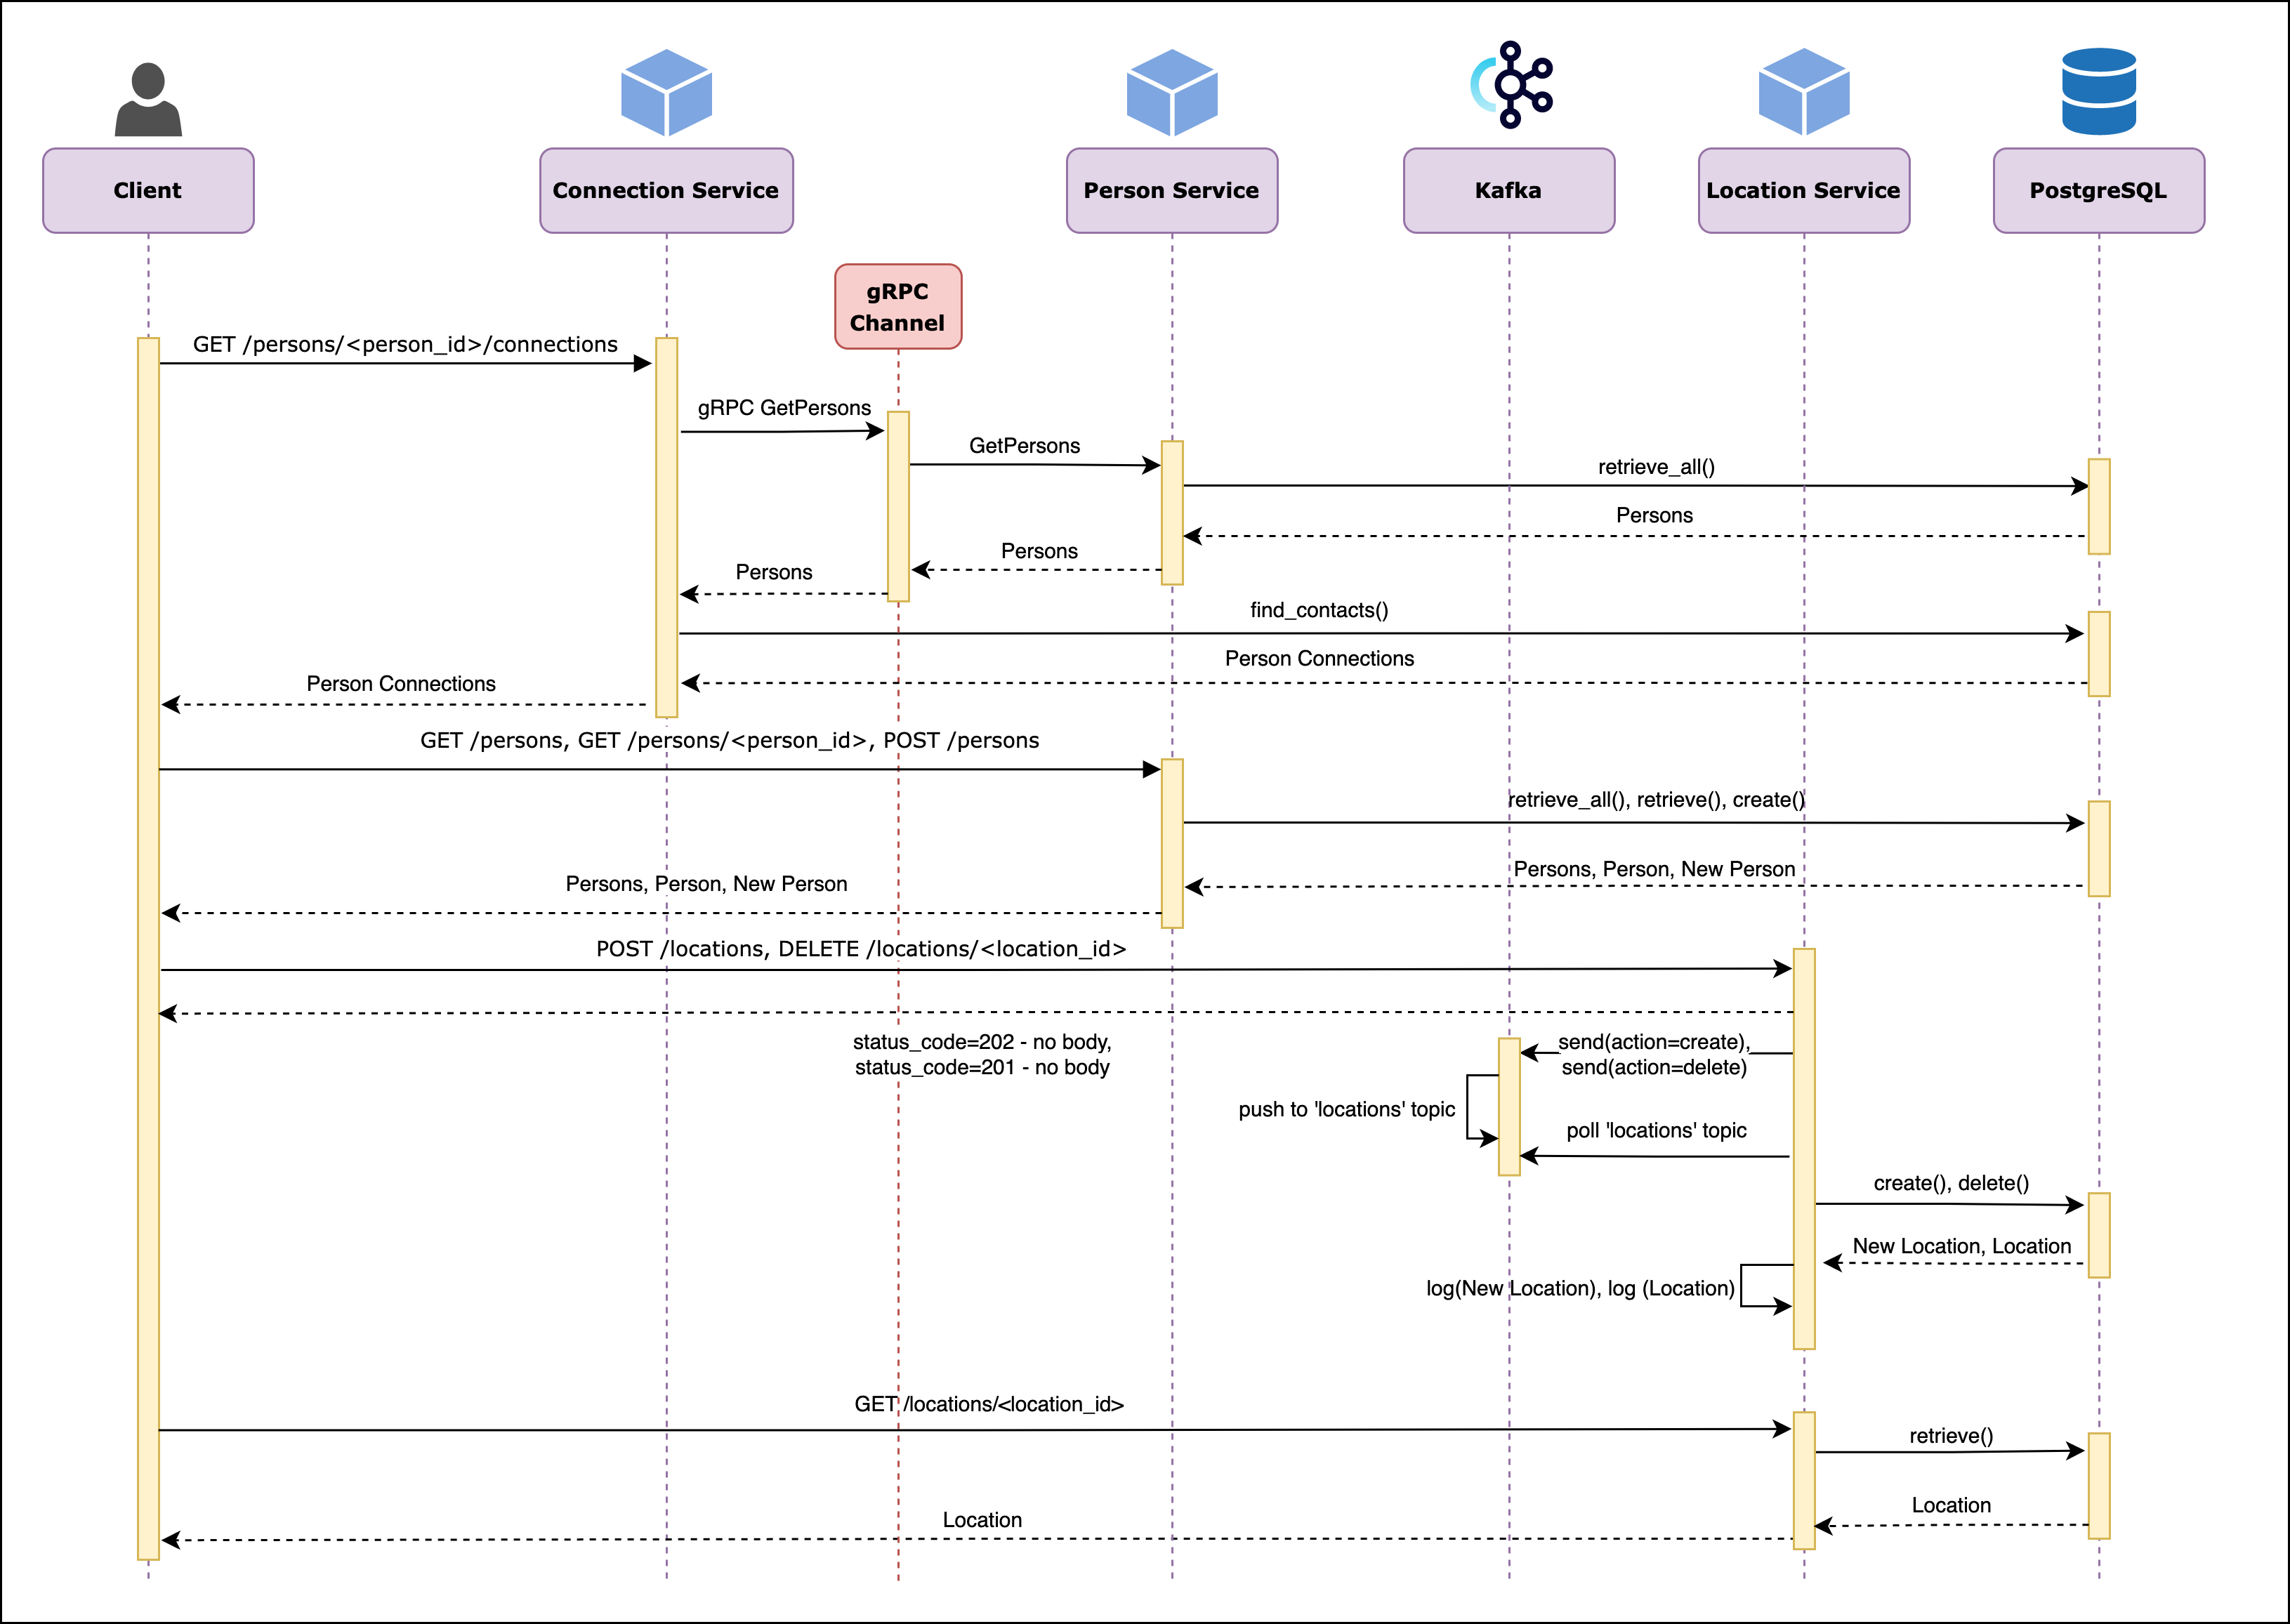 Client
Connection Service
Person Service
Kafka
Location Service
PostgreSQL
gRPC
Channel
GET /persons/<person_id>/connections
gRPC GetPersons
GetPersons
retrieve_all()
Persons
Persons
Persons
find_contacts()
Person Connections
Person Connections
GET /persons, GET /persons/<person_id>, POST /persons
retrieve_all(), retrieve(), create()
Persons, Person, New Person
Persons, Person, New Person
POST /locations, DELETE /locations/<location_id>
status_code=202 - no body,
status_code=201 - no body
send(action=create),
send(action=delete)
push to 'locations' topic
poll 'locations' topic
create(), delete()
New Location, Location
log(New Location), log (Location)
GET /locations/<location_id>
retrieve()
Location
Location